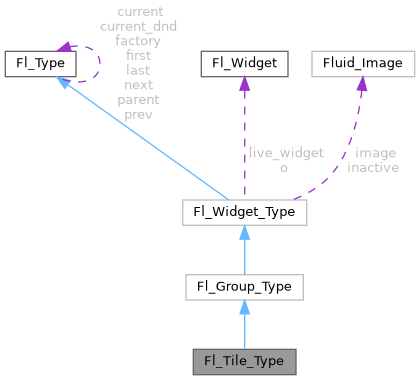 current
current_dnd
factory
first
last
next
parent
prev
Fl_Type
Fl_Widget
Fluid_Image
live_widget
o
image
inactive
Fl_Widget_Type
Fl_Group_Type
Fl_Tile_Type